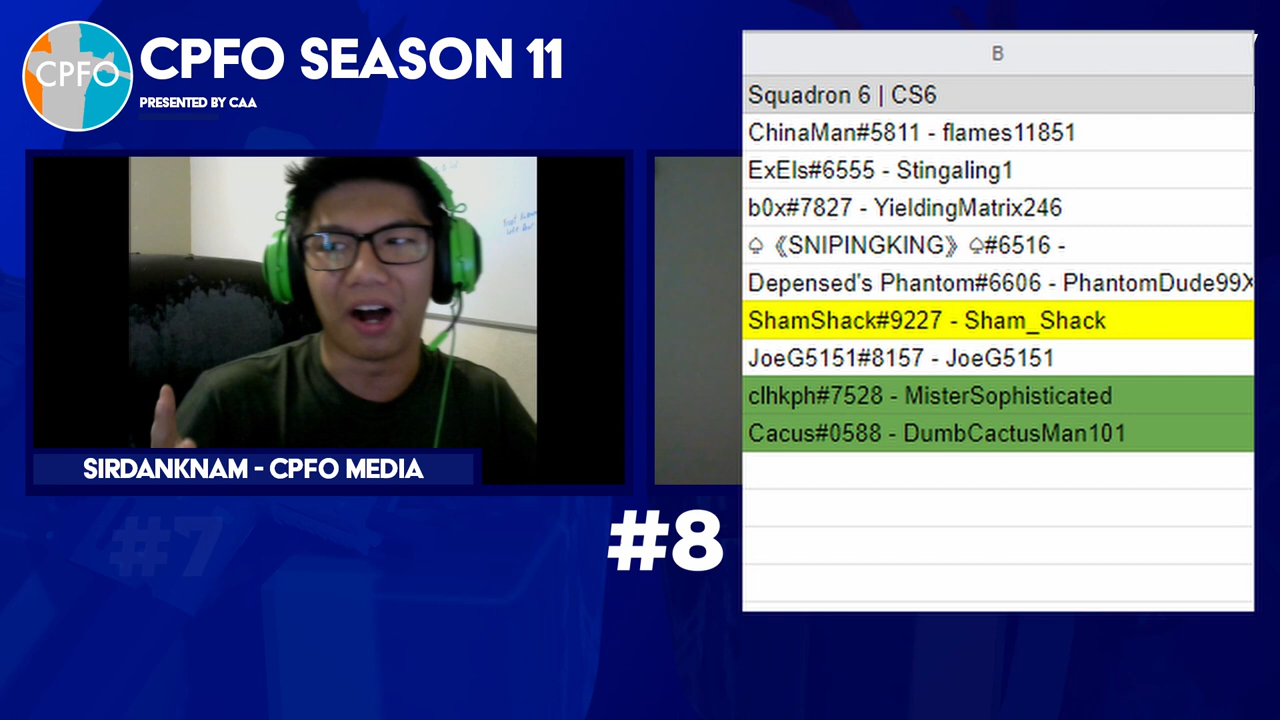 CPFO
CPFO SEASON 11
PRESENTED BY CAA
SIRDANKNAM - CPFO MEDIA
#7
#8
B
Squadron 6 | CS6
ChinaMan#5811 - flames11851
ExEls#6555 - Stingaling1
b0x#7827 - YieldingMatrix246
♤《SNIPINGKING》♤#6516 -
Depensed's Phantom#6606 - PhantomDude99X
ShamShack#9227 - Sham_Shack
JoeG5151#8157 - JoeG5151
clhkph#7528 - MisterSophisticated
Cacus#0588 - DumbCactusMan101